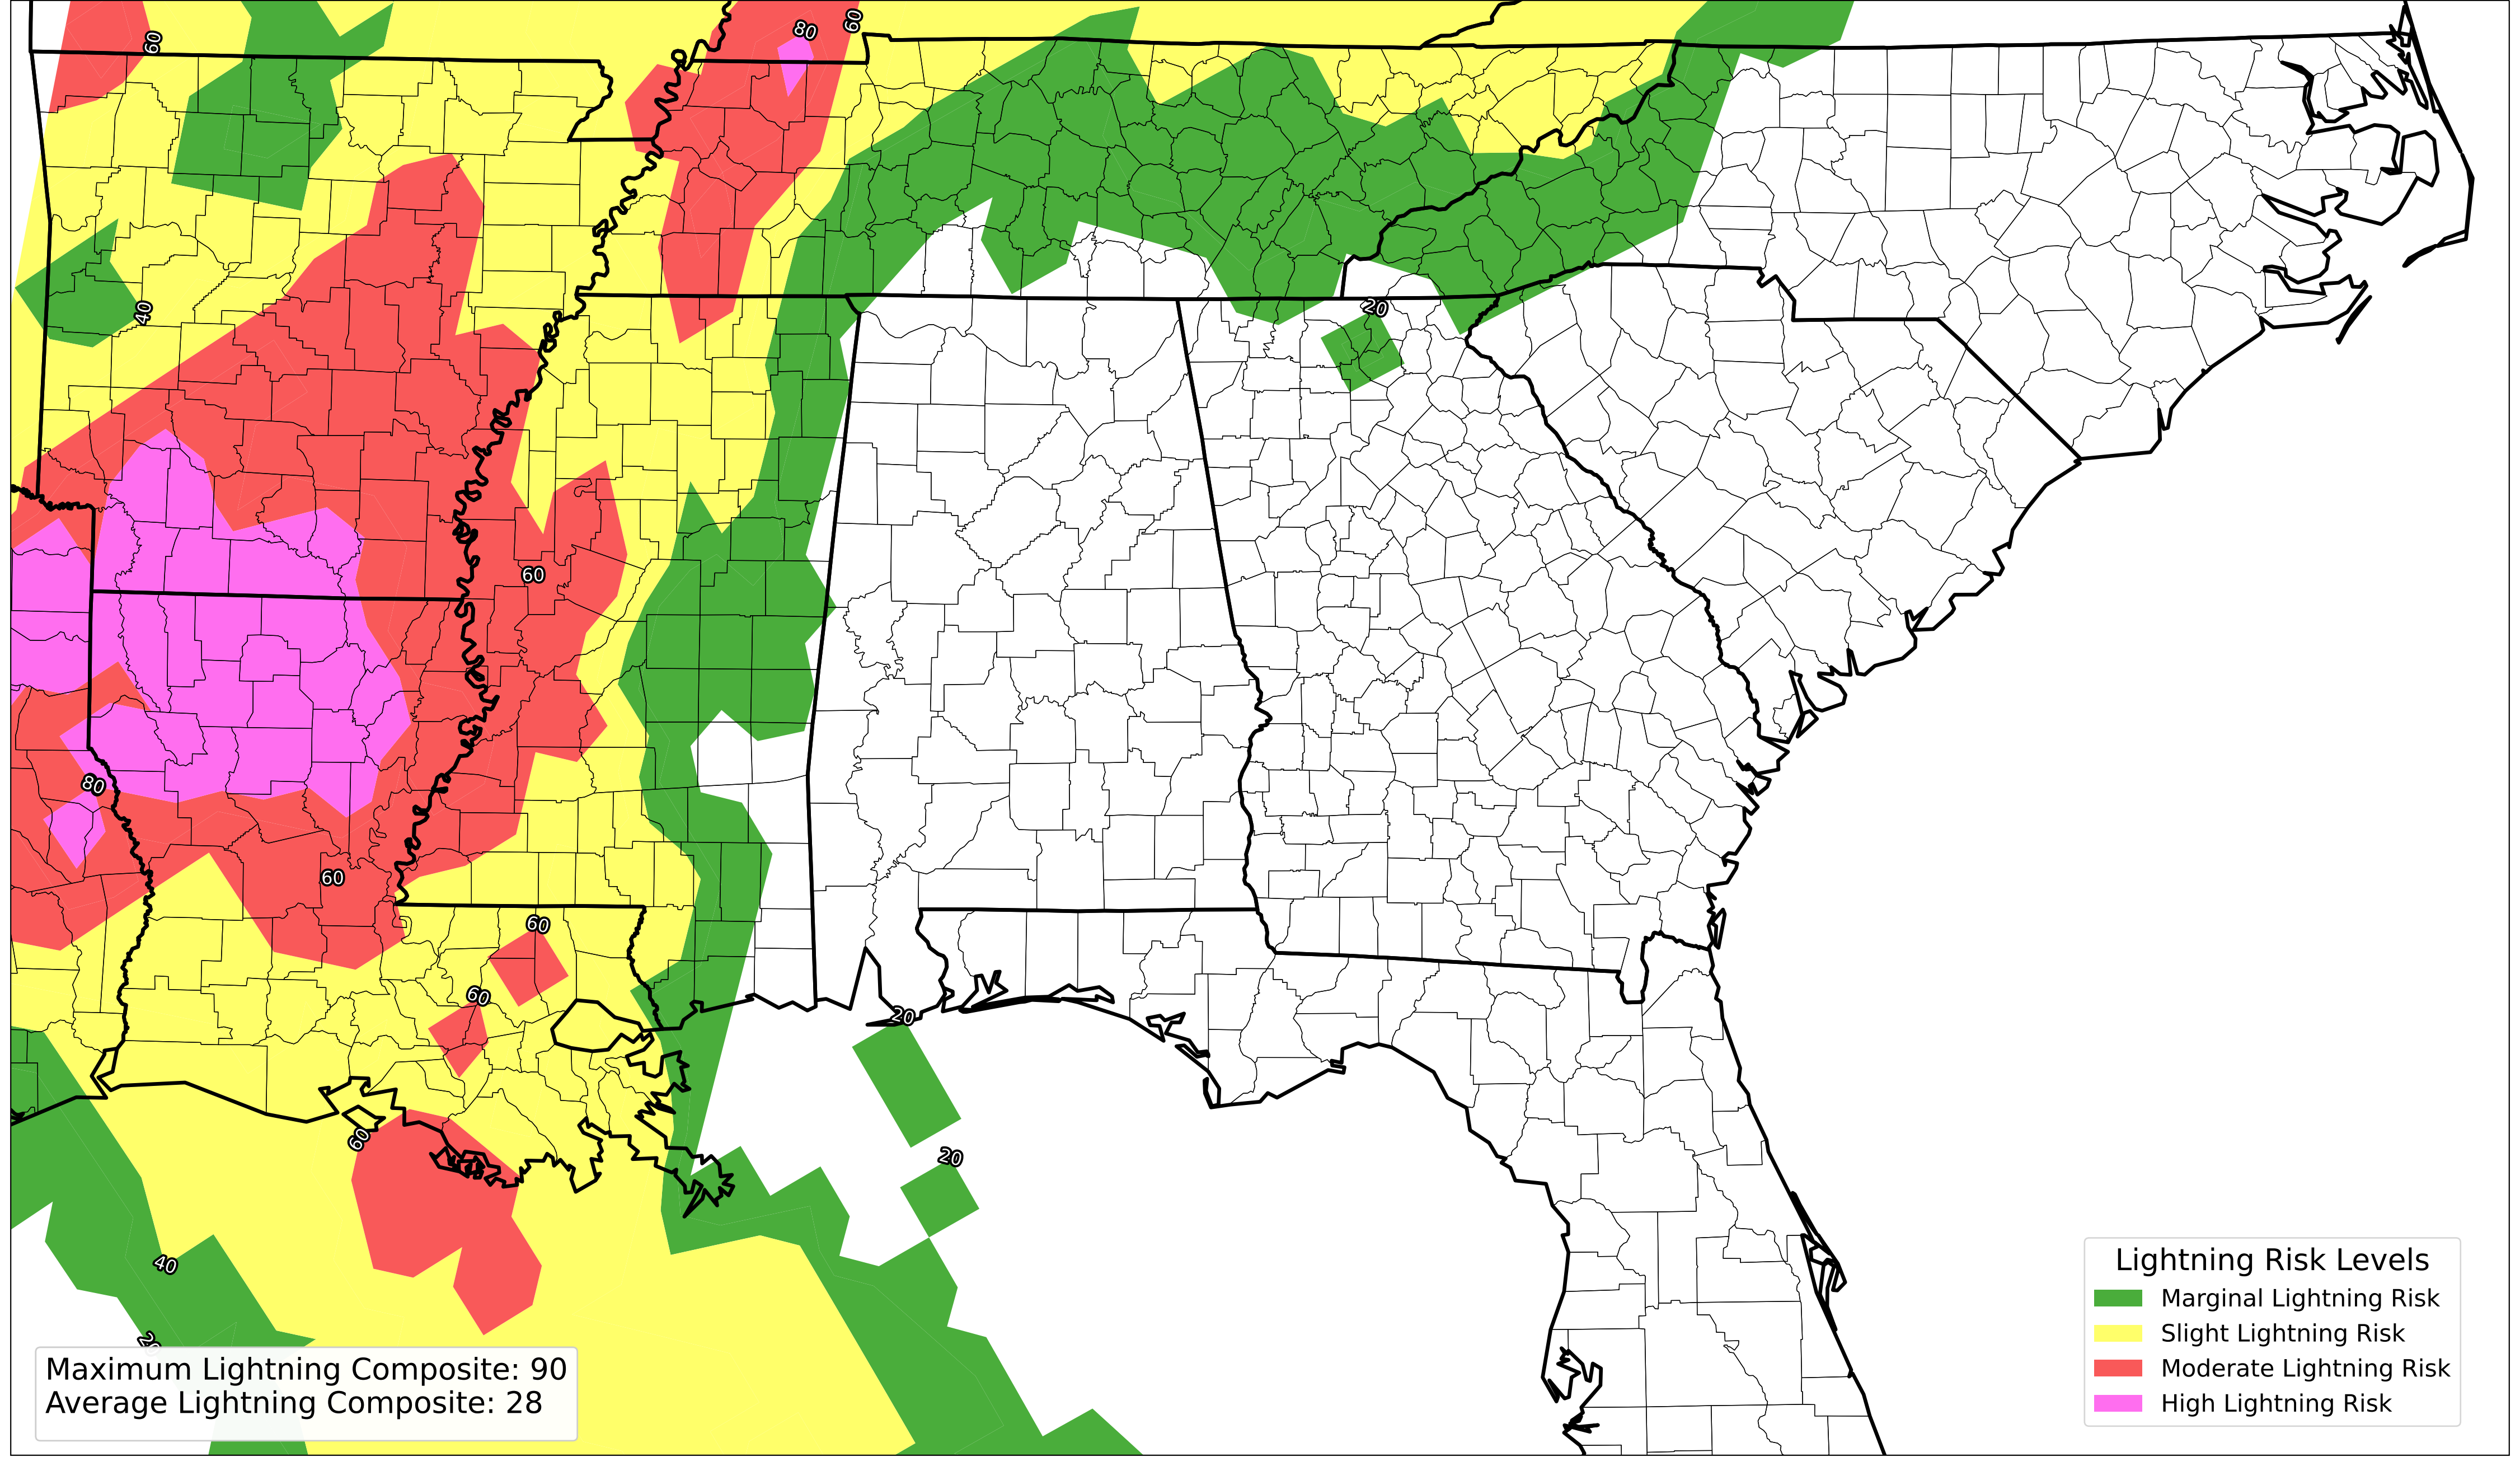 60
80
60
40
20
60
80
60
60
60
20
60
20
40
20
Maximum Lightning Composite: 90
Average Lightning Composite: 28
Lightning Risk Levels
Marginal Lightning Risk
Slight Lightning Risk
Moderate Lightning Risk
High Lightning Risk